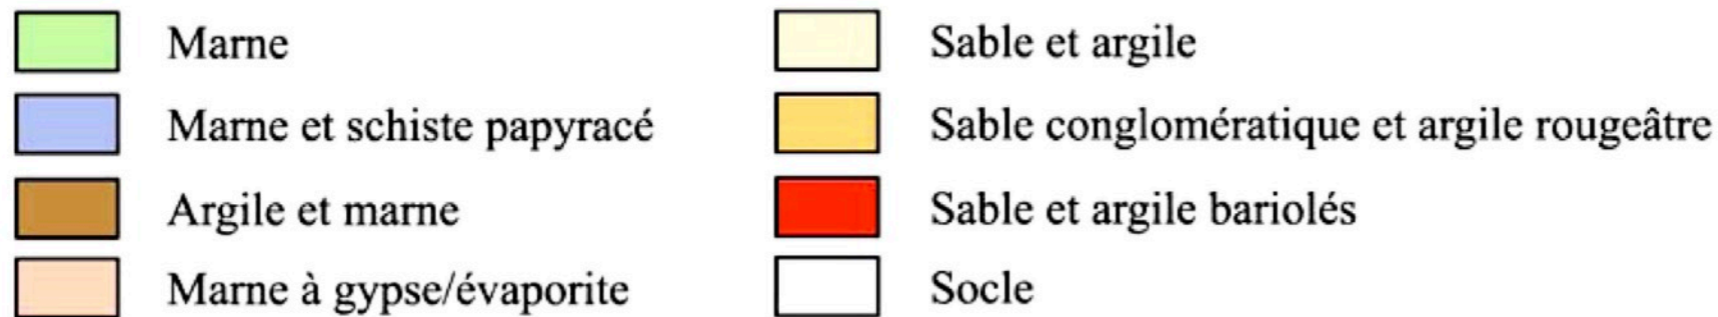 Marne
Marne et schiste papyracé
Argile et marne
Marne à gypse/évaporite
Sable et argile
Sable conglomératique et argile rougeâtre
Sable et argile bariolés
Socle